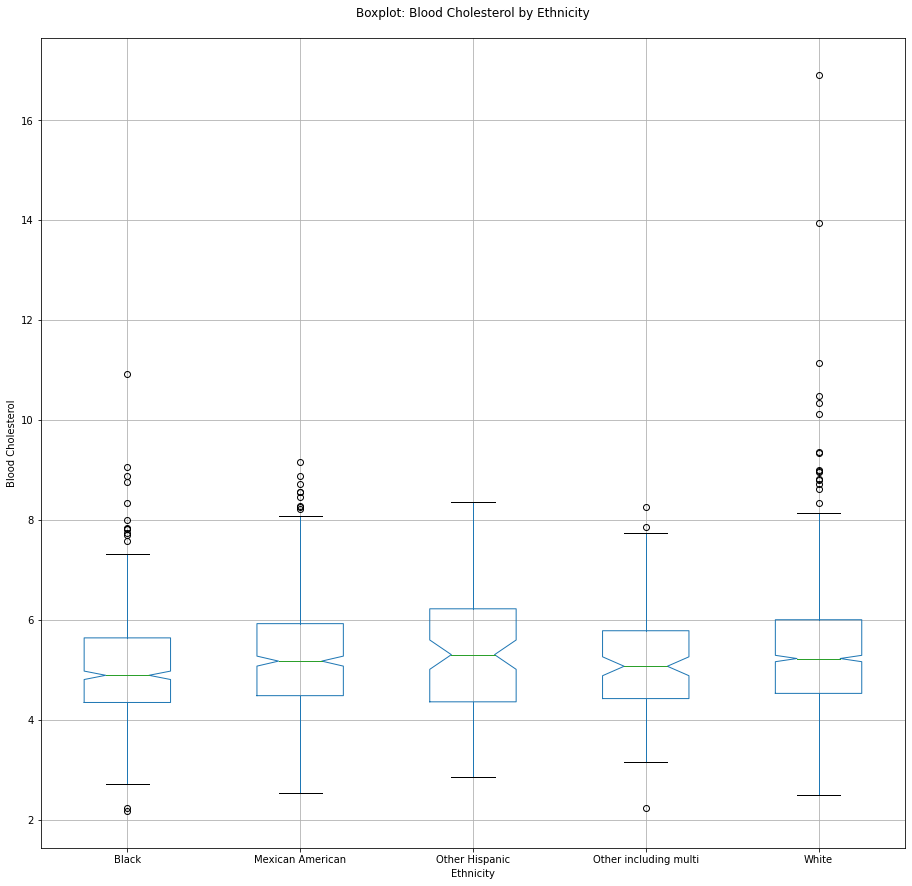 Boxplot: Blood Cholesterol by Ethnicity
16
14
12
10
8
6
4
2
Blood Cholesterol
Black
Mexican American
Other Hispanic
Other including multi
White
Ethnicity